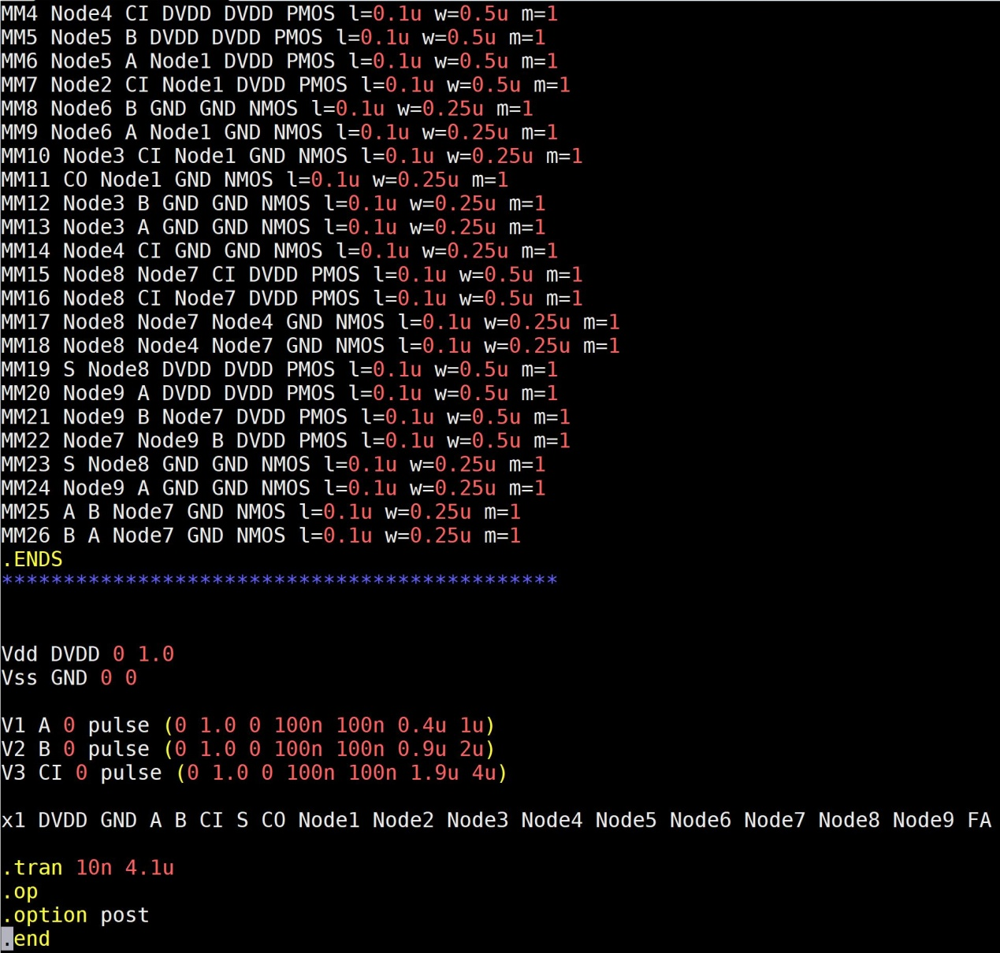 MM4 Node4 CI DVDD DVDD PMOS l=0.1u w=0.5u m=1
MM5 Node5 B DVDD DVDD PMOS l=0.1u w=0.5u m=1
MM6 Node5 A Node1 DVDD PMOS l=0.1u w=0.5u m=1
MM7 Node2 CI Node1 DVDD PMOS l=0.1u w=0.5u m=1
MM8 Node6 B GND GND NMOS l=0.1u w=0.25u m=1
MM9 Node6 A Node1 GND NMOS l=0.1u w=0.25u m=1
MM10 Node3 CI Node1 GND NMOS l=0.1u w=0.25u m=1
MM11 CO Node1 GND NMOS l=0.1u w=0.25u m=1
MM12 Node3 B GND GND NMOS l=0.1u w=0.25u m=1
MM13 Node3 A GND GND NMOS l=0.1u w=0.25u m=1
MM14 Node4 CI GND GND NMOS l=0.1u w=0.25u m=1
MM15 Node8 Node7 CI DVDD PMOS l=0.1u w=0.5u m=1
MM16 Node8 CI Node7 DVDD PMOS l=0.1u w=0.5u m=1
MM17 Node8 Node7 Node4 GND NMOS l=0.1u w=0.25u m=1
MM18 Node8 Node4 Node7 GND NMOS l=0.1u w=0.25u m=1
MM19 S Node8 DVDD DVDD PMOS l=0.1u w=0.5u m=1
MM20 Node9 A DVDD DVDD PMOS l=0.1u w=0.5u m=1
MM21 Node9 B Node7 DVDD PMOS l=0.1u w=0.5u m=1
MM22 Node7 Node9 B DVDD PMOS l=0.1u w=0.5u m=1
MM23 S Node8 GND GND NMOS l=0.1u w=0.25u m=1
MM24 Node9 A GND GND NMOS l=0.1u w=0.25u m=1
MM25 A B Node7 GND NMOS l=0.1u w=0.25u m=1
MM26 B A Node7 GND NMOS l=0.1u w=0.25u m=1
.ENDS
*********************************************
Vdd DVDD 0 1.0
Vss GND 0 0
V1 A 0 pulse (0 1.0 0 100n 100n 0.4u 1u)
V2 B 0 pulse (0 1.0 0 100n 100n 0.9u 2u)
V3 CI 0 pulse (0 1.0 0 100n 100n 1.9u 4u)
x1 DVDD GND A B CI S CO Node1 Node2 Node3 Node4 Node5 Node6 Node7 Node8 Node9 FA
.tran 10n 4.1u
.op
.option post
.end